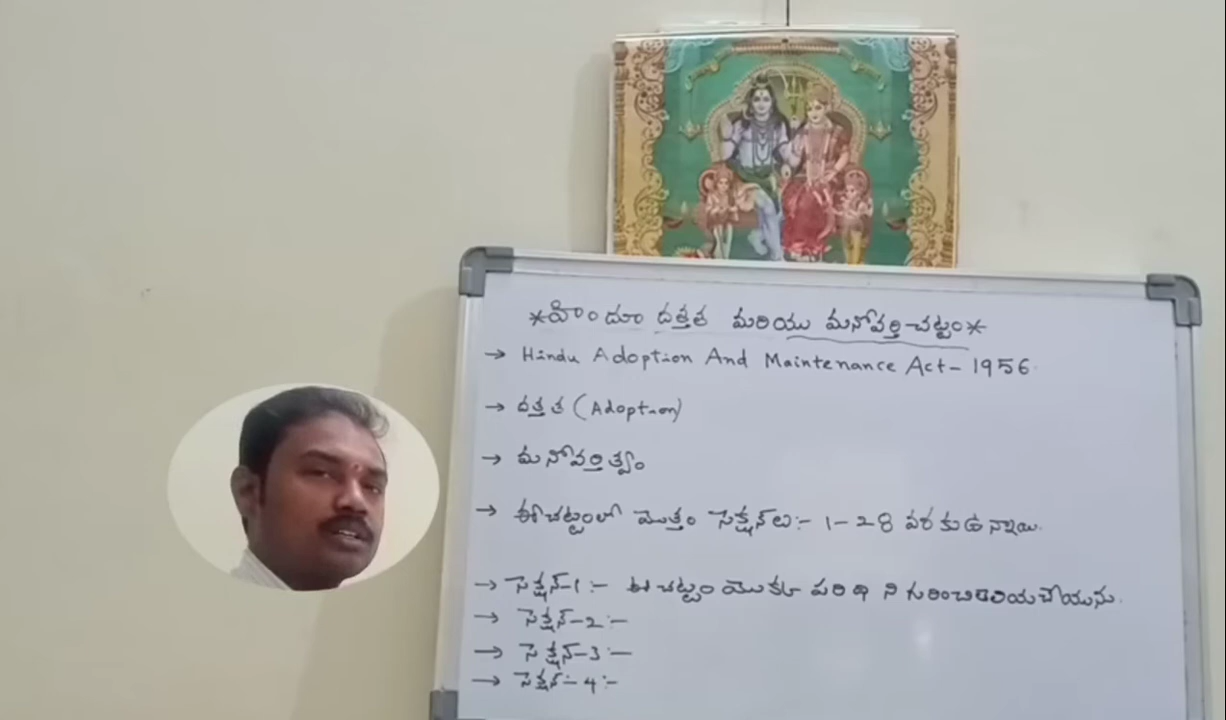 *హిందూ దత్తత మరియు మనోవర్తి చట్టం*
→ Hindu Adoption And Maintenance Act - 1956.
→ దత్తత (Adoption)
→ మనోవర్తిత్వం
→ ఈ చట్టంలో మొత్తం సెక్షన్‌లు:- 1-28 వరకు ఉన్నాయి.
→ సెక్షన్-1:- ఈ చట్టం యొక్క పరిధి ని గురించి తెలియచేయును.
→ సెక్షన్-2:-
→ సెక్షన్-3:-
→ సెక్షన్-4:-